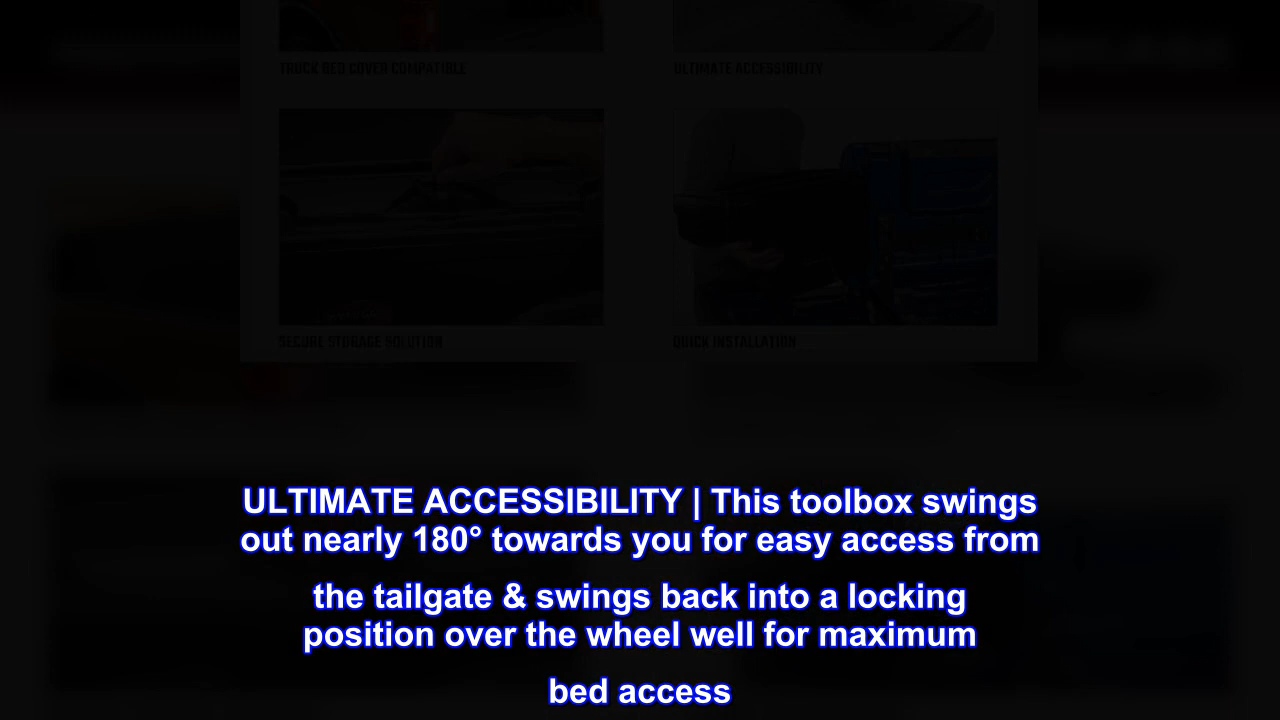 TRUCK BED COVER COMPATIBLE
ULTIMATE ACCESSIBILITY
SECURE STORAGE SOLUTION
QUICK INSTALLATION
ULTIMATE ACCESSIBILITY | This toolbox swings
out nearly 180° towards you for easy access from
the tailgate & swings back into a locking
position over the wheel well for maximum
bed access